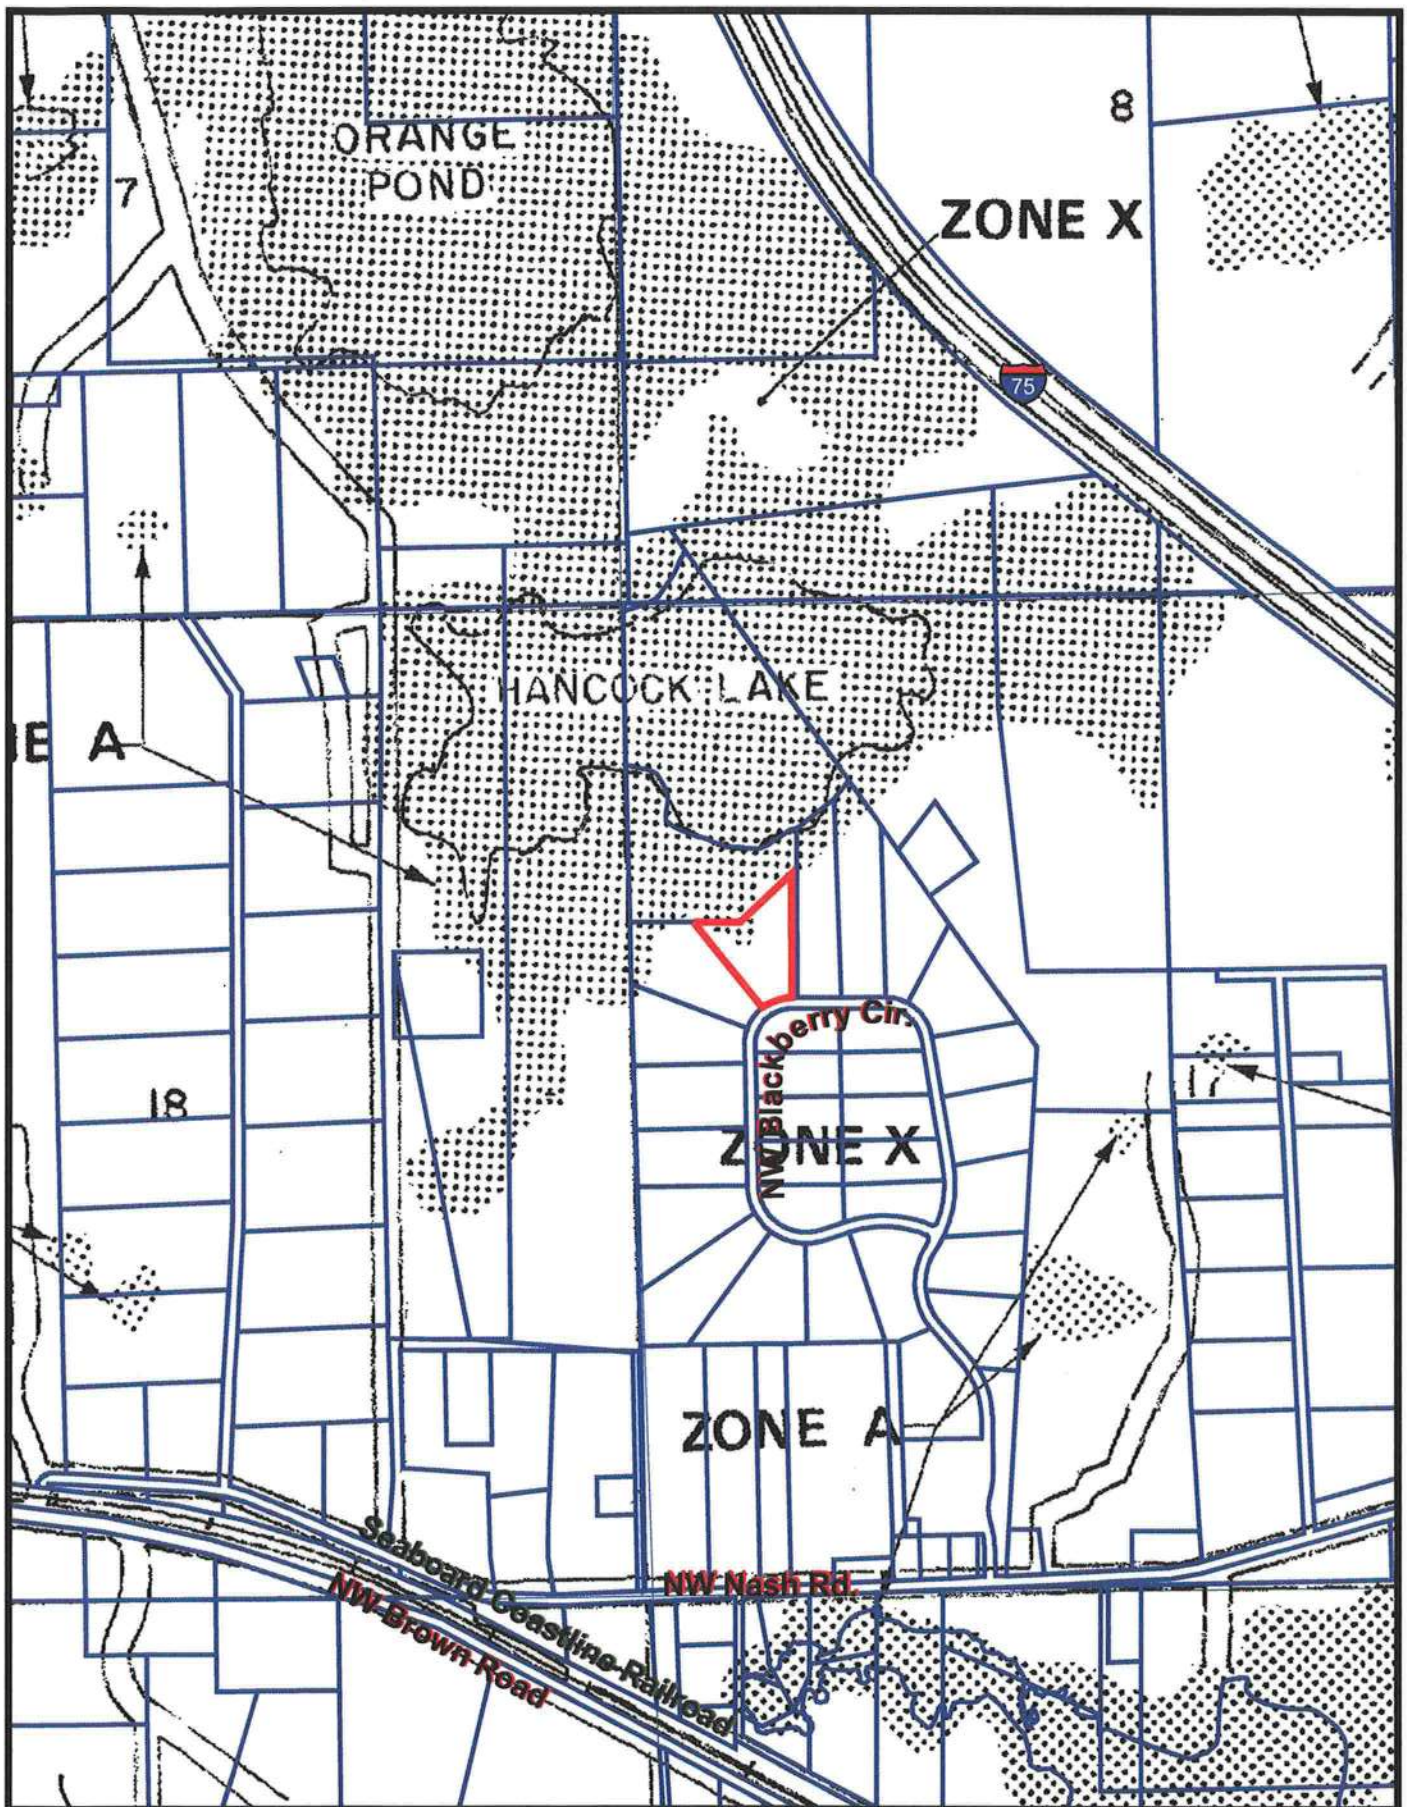 8
ORANGE
POND
7
ZONE X
75
HANCOCK LAKE
A
NW Blackberry Cir.
17
18
ZONE X
ZONE A
Seaboard Coastline Railroad
NW Nash Rd.
NW Brown Road